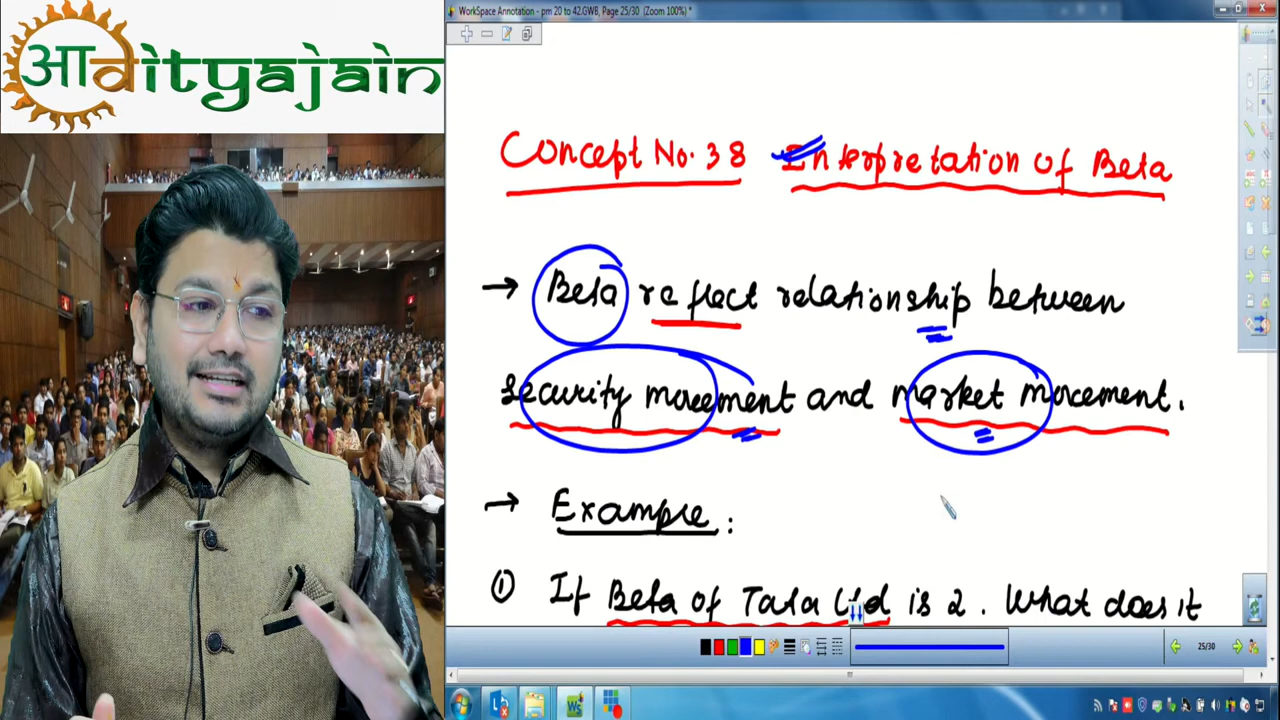 आdityajain
WorkSpace Annotation - pm 20 to 42.GWB, Page 25/30 (Zoom 100%) *
Concept No. 38 Interpretation of Beta
→ Beta reflect relationship between
security movement and market movement.
→ Example :
① If Beta of Tata Ltd is 2. What does it
25/30